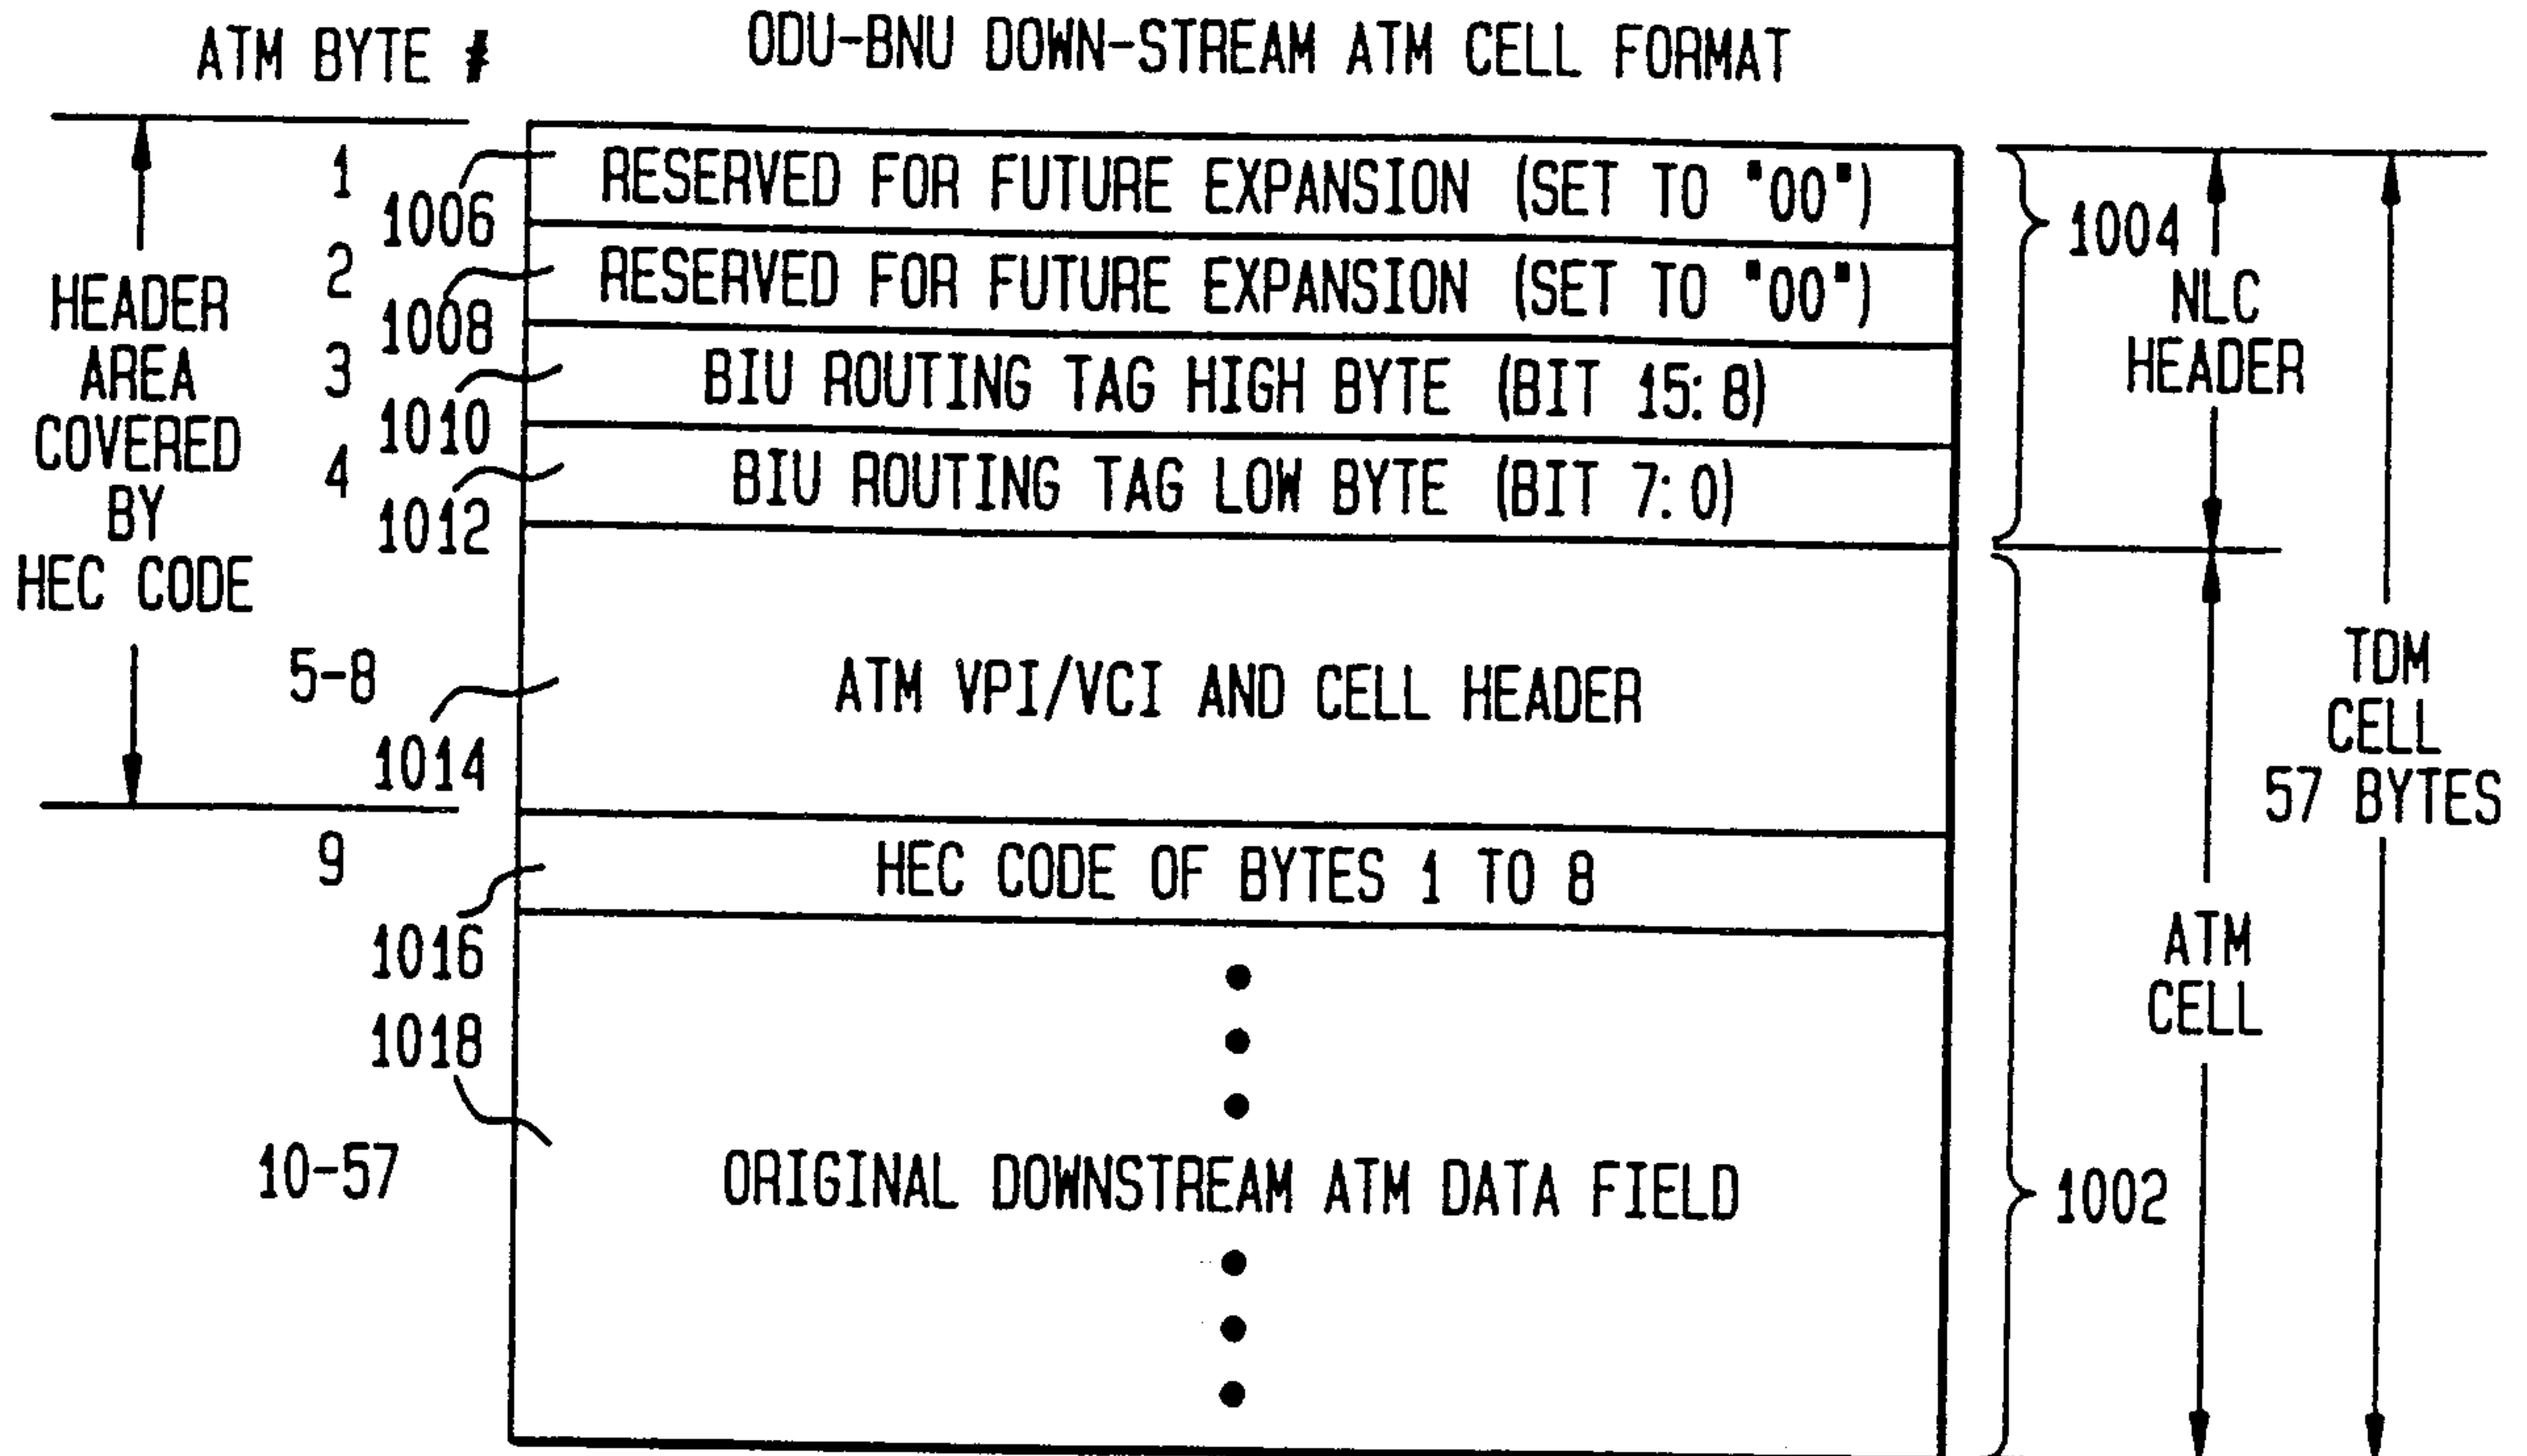 ATM BYTE #
ODU-BNU DOWN-STREAM ATM CELL FORMAT
HEADER
AREA
COVERED
BY
HEC CODE
1
1006
RESERVED FOR FUTURE EXPANSION (SET TO "00")
2
1008
RESERVED FOR FUTURE EXPANSION (SET TO "00")
3
1010
BIU ROUTING TAG HIGH BYTE (BIT 15:8)
4
1012
BIU ROUTING TAG LOW BYTE (BIT 7:0)
5-8
1014
ATM VPI/VCI AND CELL HEADER
9
1016
HEC CODE OF BYTES 1 TO 8
1018
10-57
ORIGINAL DOWNSTREAM ATM DATA FIELD
1004
NLC
HEADER
TDM
CELL
57 BYTES
ATM
CELL
1002